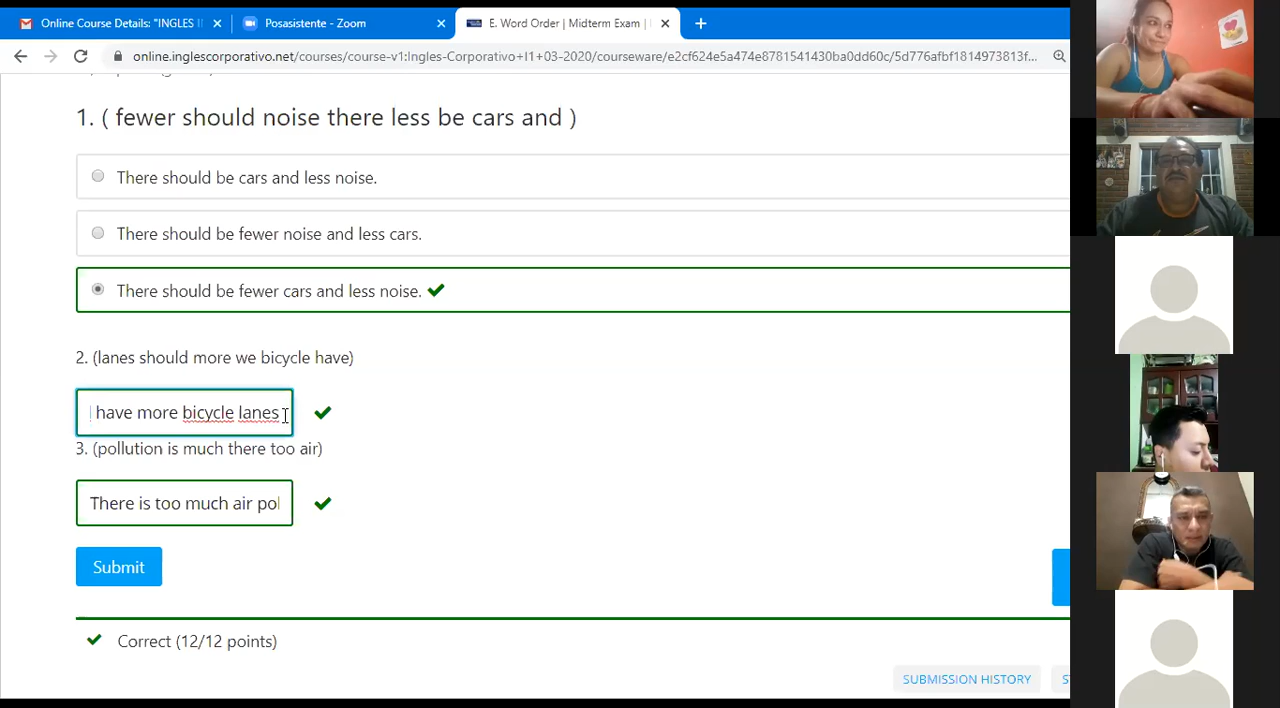 Online Course Details: "INGLES I
Posasistente - Zoom
E. Word Order | Midterm Exam |
online.inglescorporativo.net/courses/course-v1:Ingles-Corporativo+I1+03-2020/courseware/e2cf624e5a474e8781541430ba0dd60c/5d776afbf1814973813f...
1. ( fewer should noise there less be cars and )
There should be cars and less noise.
There should be fewer noise and less cars.
There should be fewer cars and less noise.
2. (lanes should more we bicycle have)
have more bicycle lanes
3. (pollution is much there too air)
There is too much air pol
Submit
Correct (12/12 points)
SUBMISSION HISTORY